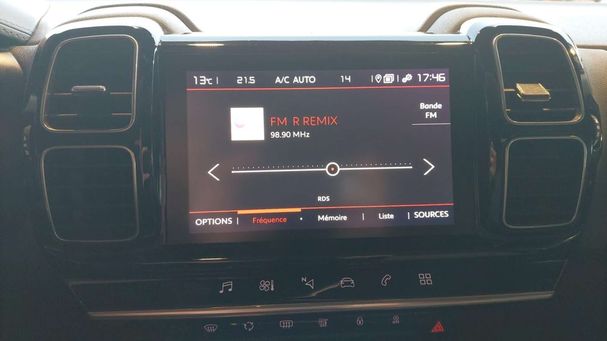 13°C 21.5 A/C AUTO 14 17:46
Bande
FM
FM R REMIX
98.90 MHz
RDS
OPTIONS Fréquence Mémoire Liste SOURCES
N